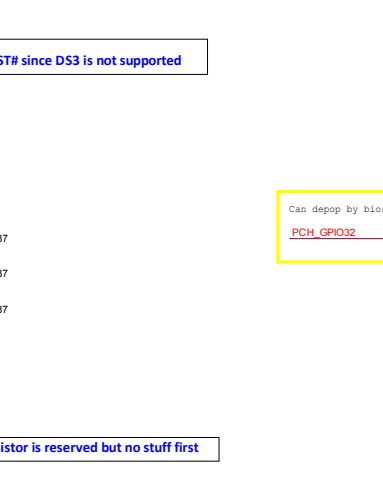 ST# since DS3 is not supported
Can depop by bios
PCH_GPIO32
37
37
37
istor is reserved but no stuff first